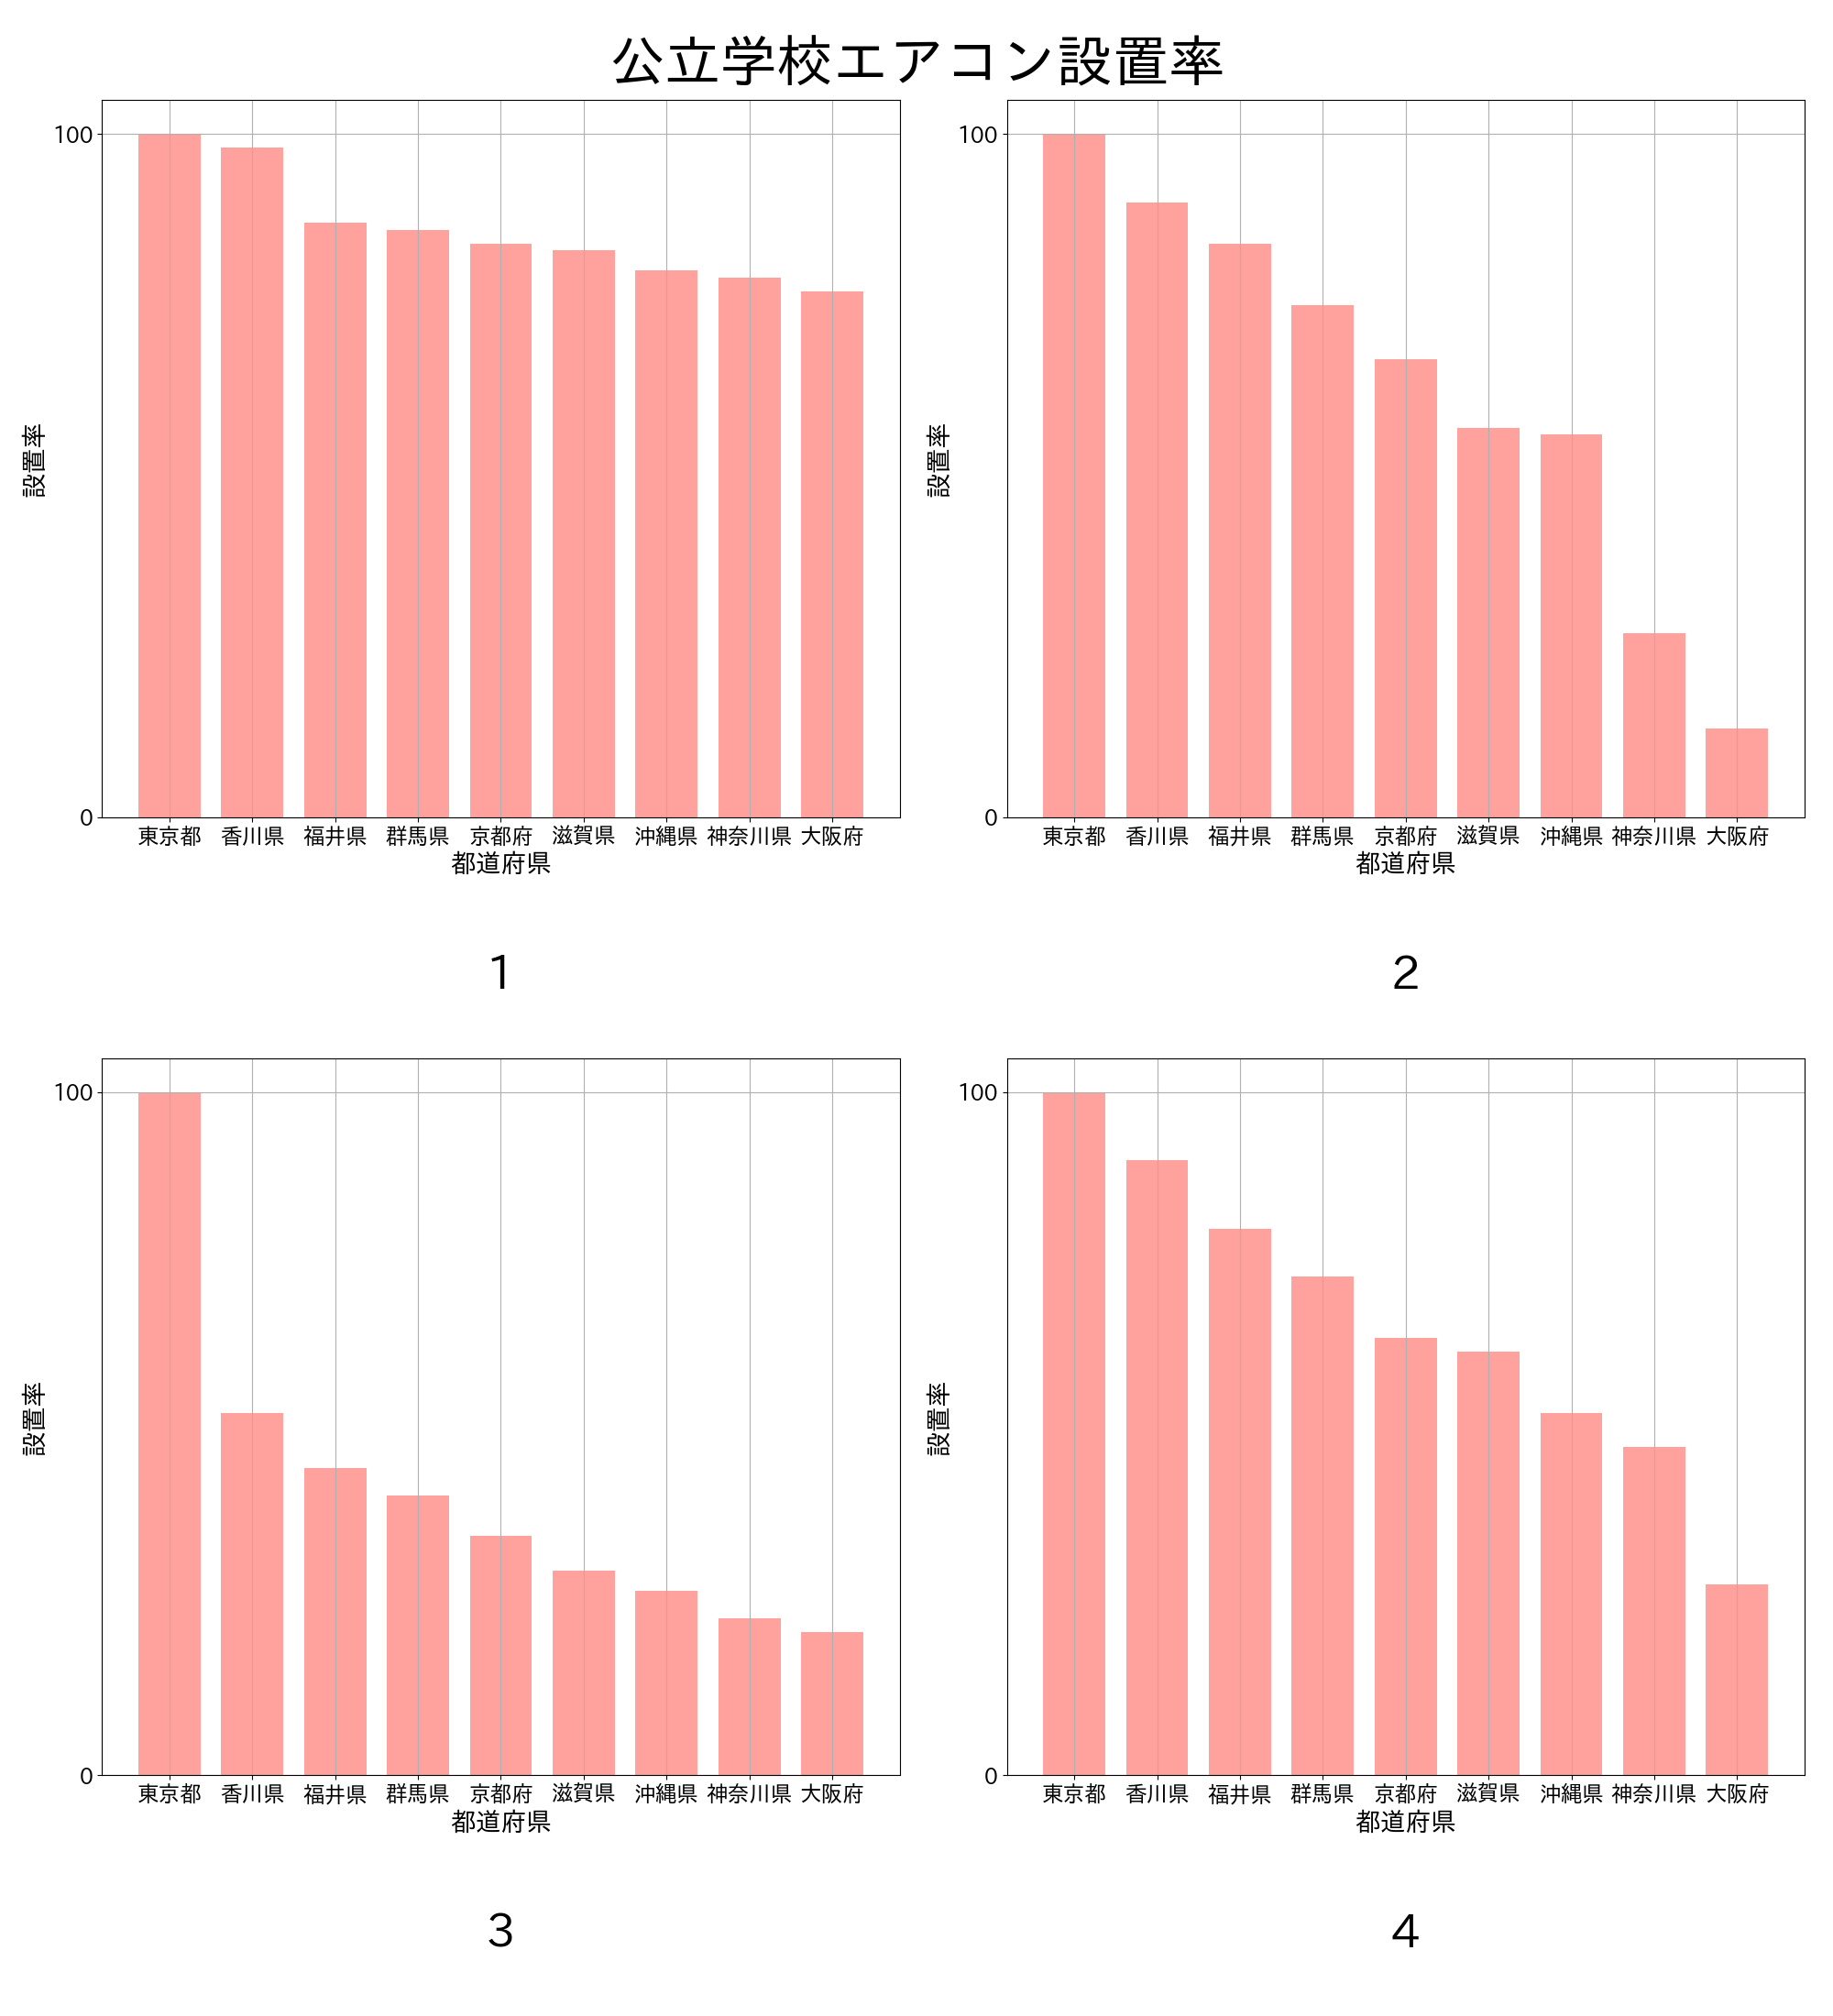 公立学校エアコン設置率
100
設置率
0
東京都 香川県 福井県 群馬県 京都府 滋賀県 沖縄県 神奈川県 大阪府
都道府県
1
100
設置率
0
東京都 香川県 福井県 群馬県 京都府 滋賀県 沖縄県 神奈川県 大阪府
都道府県
2
100
設置率
0
東京都 香川県 福井県 群馬県 京都府 滋賀県 沖縄県 神奈川県 大阪府
都道府県
3
100
設置率
0
東京都 香川県 福井県 群馬県 京都府 滋賀県 沖縄県 神奈川県 大阪府
都道府県
4